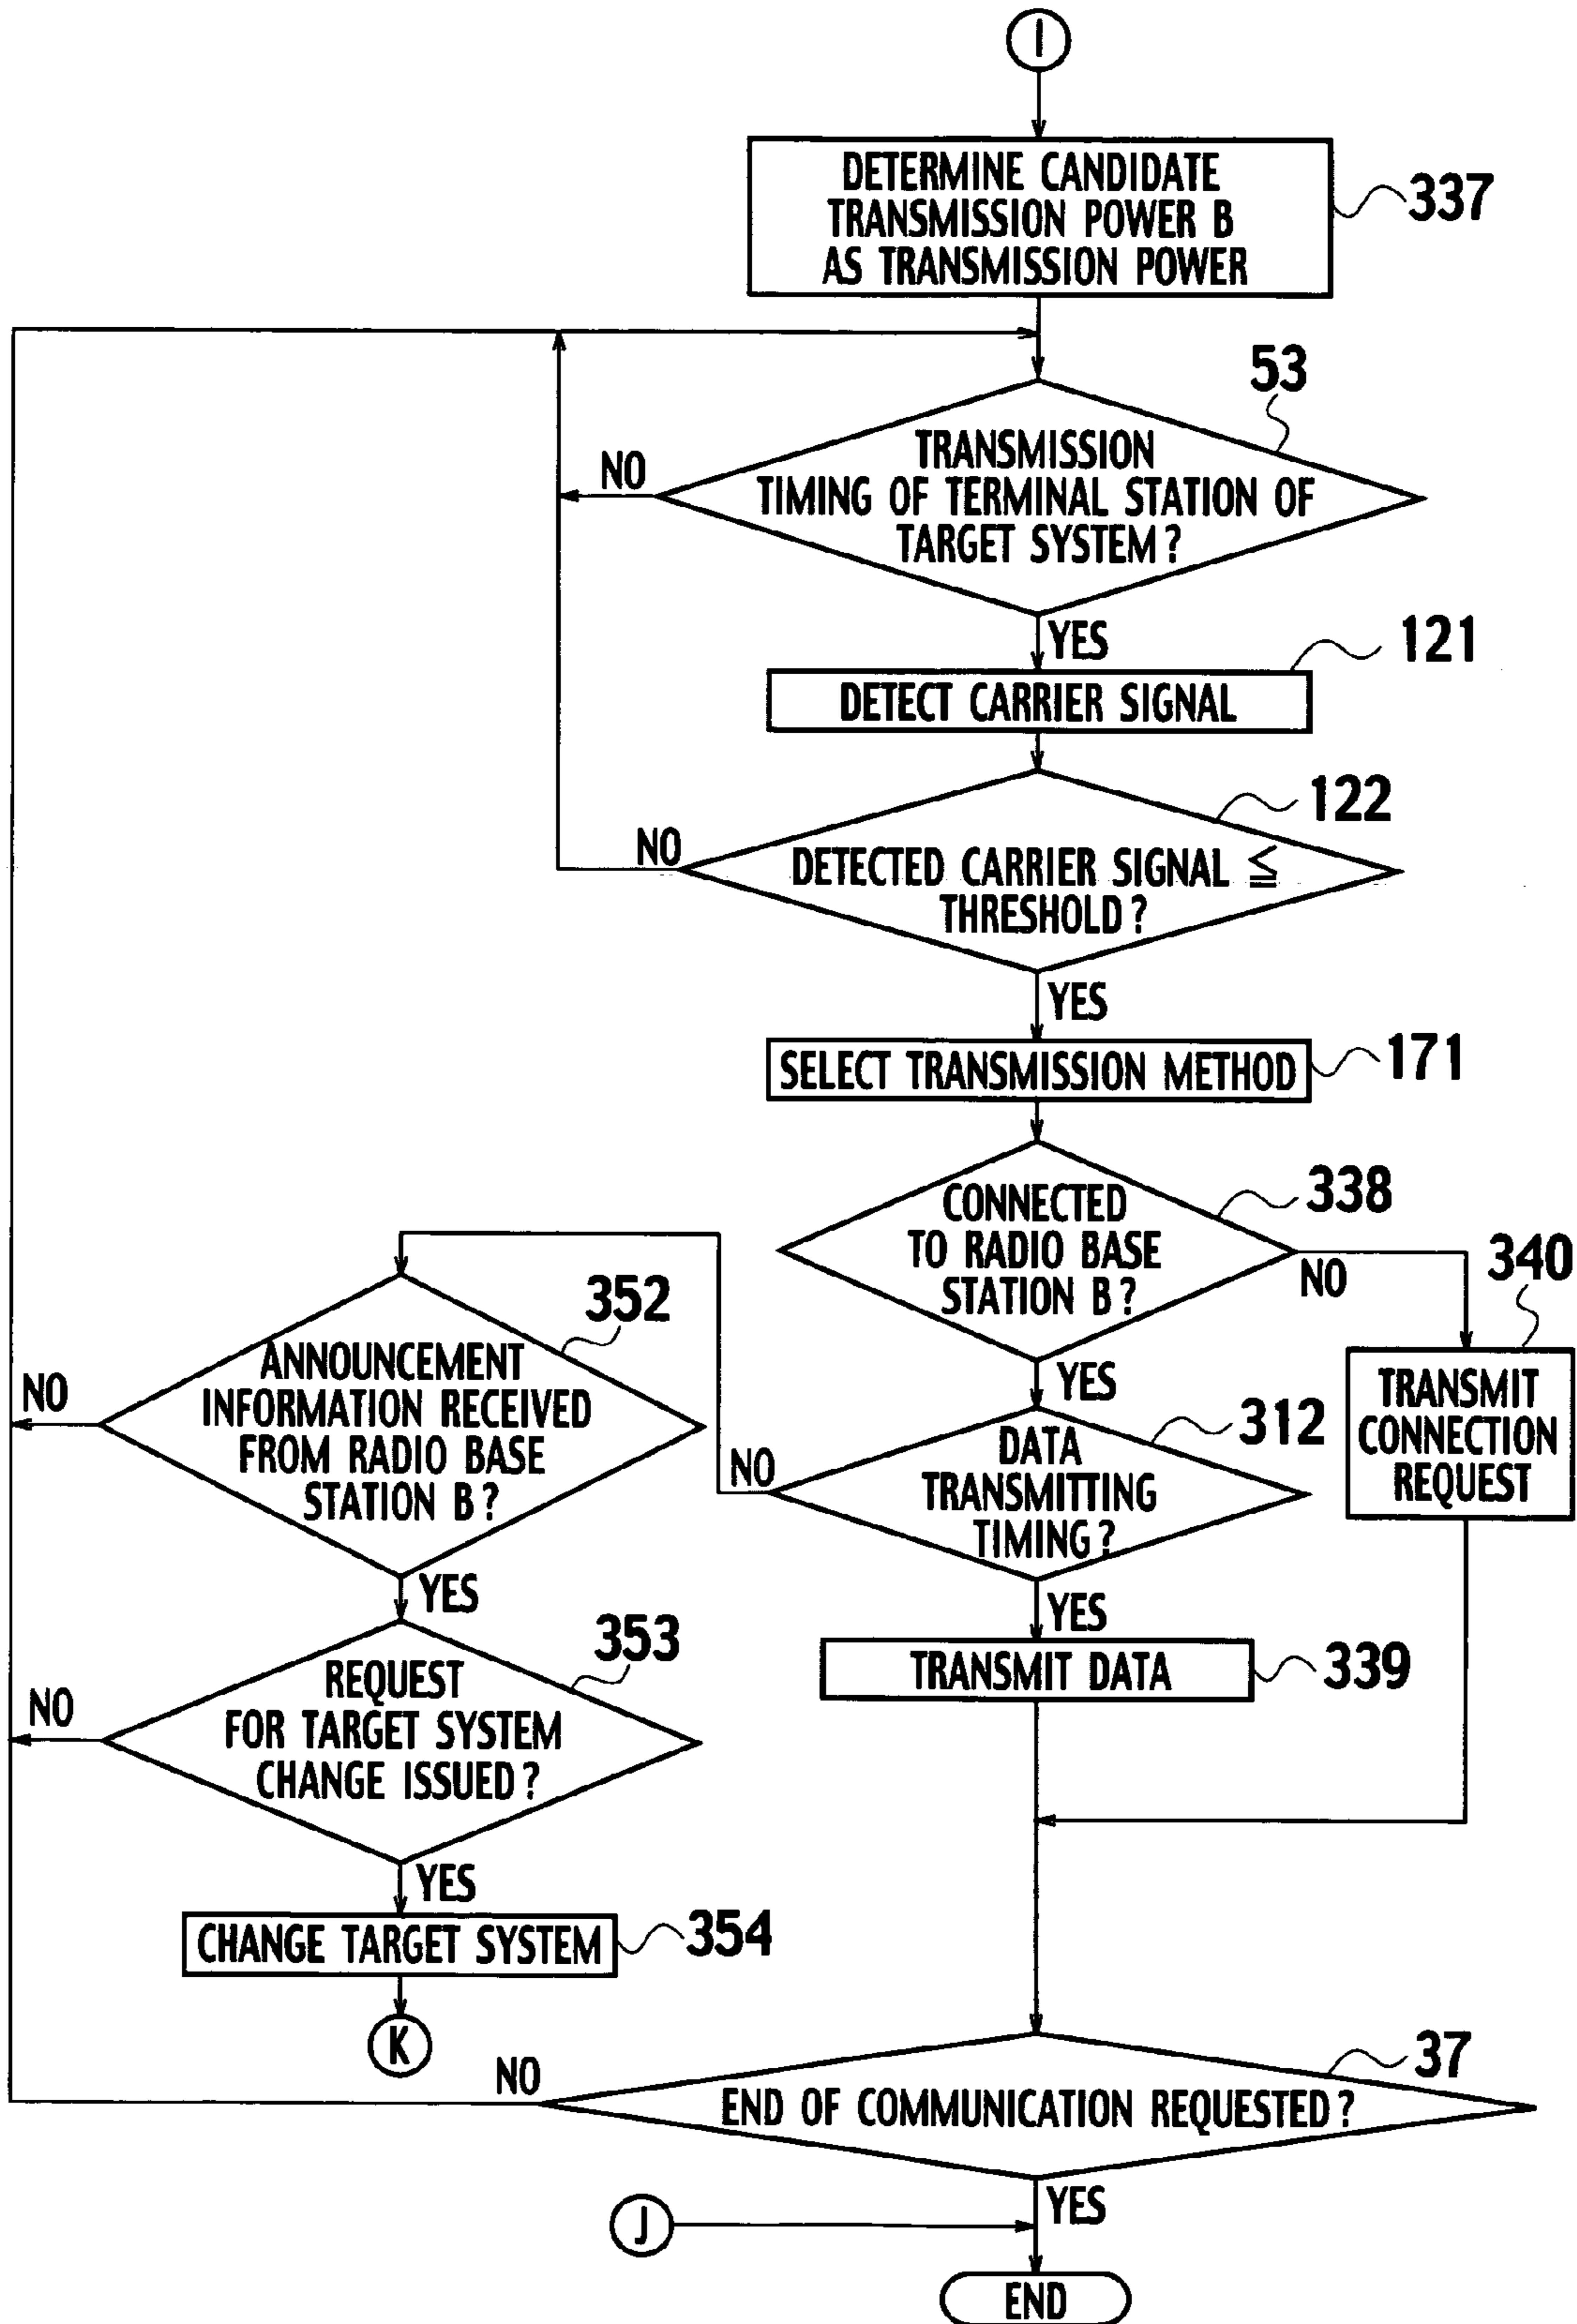 I
DETERMINE CANDIDATE
TRANSMISSION POWER B
AS TRANSMISSION POWER
337
53
TRANSMISSION
TIMING OF TERMINAL STATION OF
TARGET SYSTEM?
NO
YES
121
DETECT CARRIER SIGNAL
122
DETECTED CARRIER SIGNAL ≦
THRESHOLD?
NO
YES
SELECT TRANSMISSION METHOD
171
CONNECTED
TO RADIO BASE
STATION B?
338
NO
YES
340
TRANSMIT
CONNECTION
REQUEST
352
ANNOUNCEMENT
INFORMATION RECEIVED
FROM RADIO BASE
STATION B?
NO
YES
312
DATA
TRANSMITTING
TIMING?
NO
YES
353
REQUEST
FOR TARGET SYSTEM
CHANGE ISSUED?
NO
YES
TRANSMIT DATA
339
CHANGE TARGET SYSTEM
354
K
37
END OF COMMUNICATION REQUESTED?
NO
YES
J
END